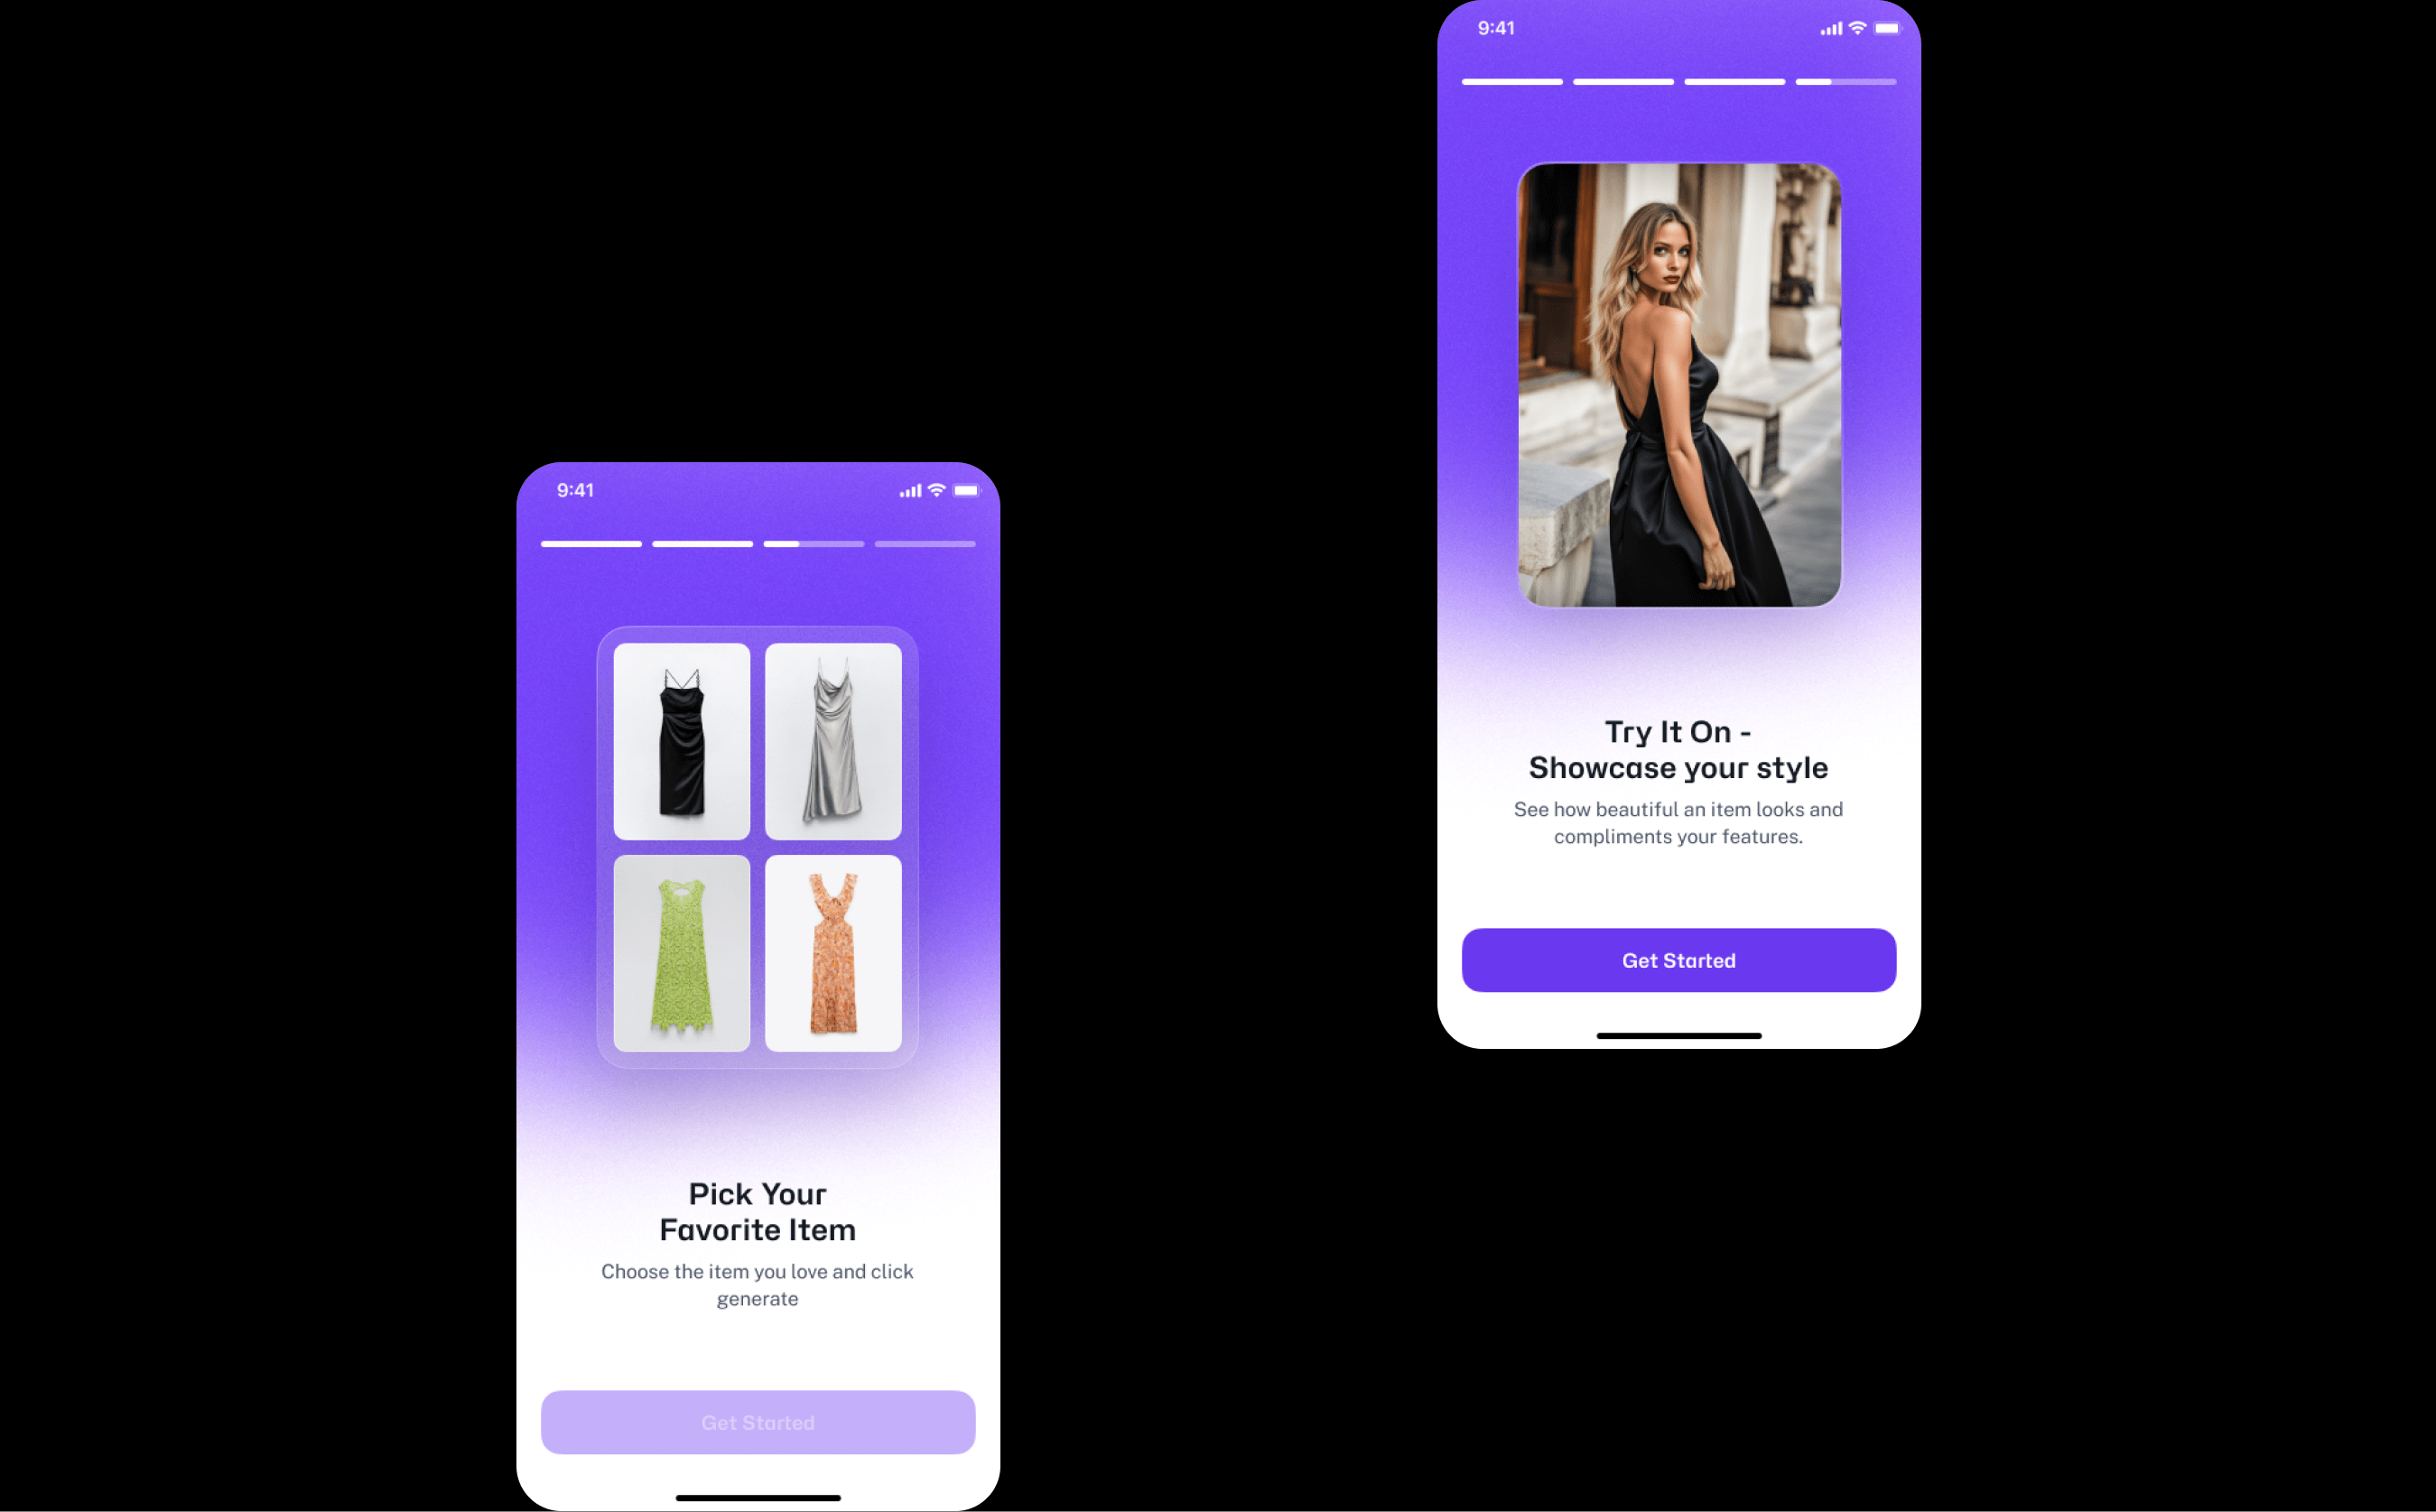 9:41
Pick Your
Favorite Item
Choose the item you love and click
generate
Get Started
9:41
Try It On -
Showcase your style
See how beautiful an item looks and
compliments your features.
Get Started